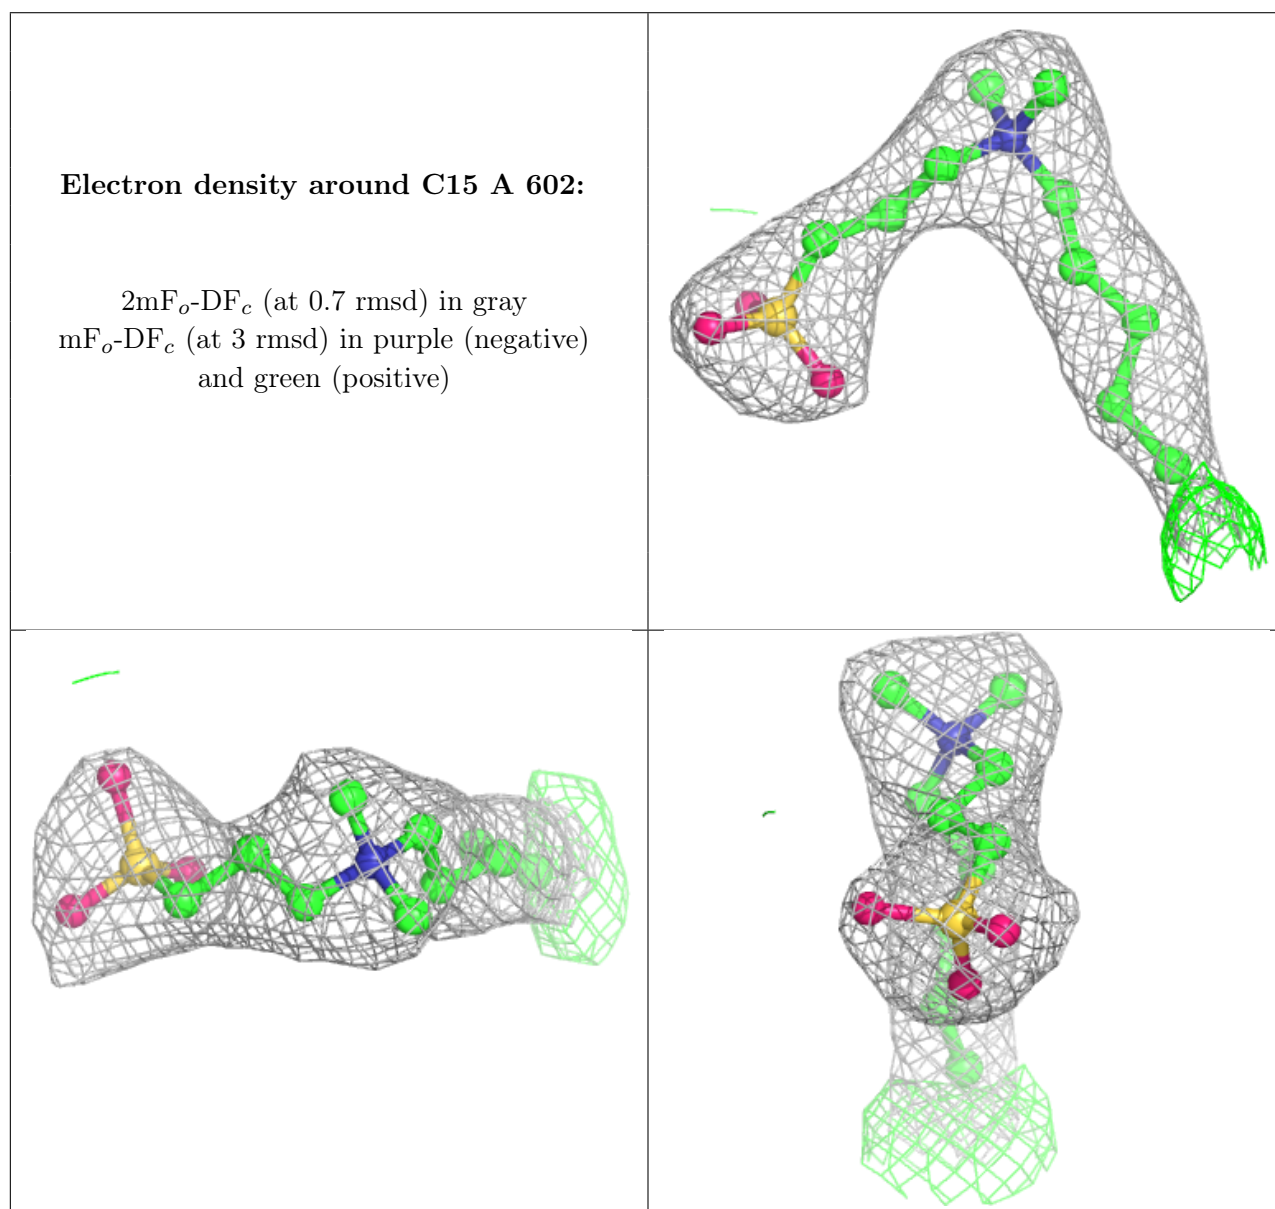 Electron density around C15 A 602:
2mFo-DFc (at 0.7 rmsd) in gray
mFo-DFc (at 3 rmsd) in purple (negative)
and green (positive)